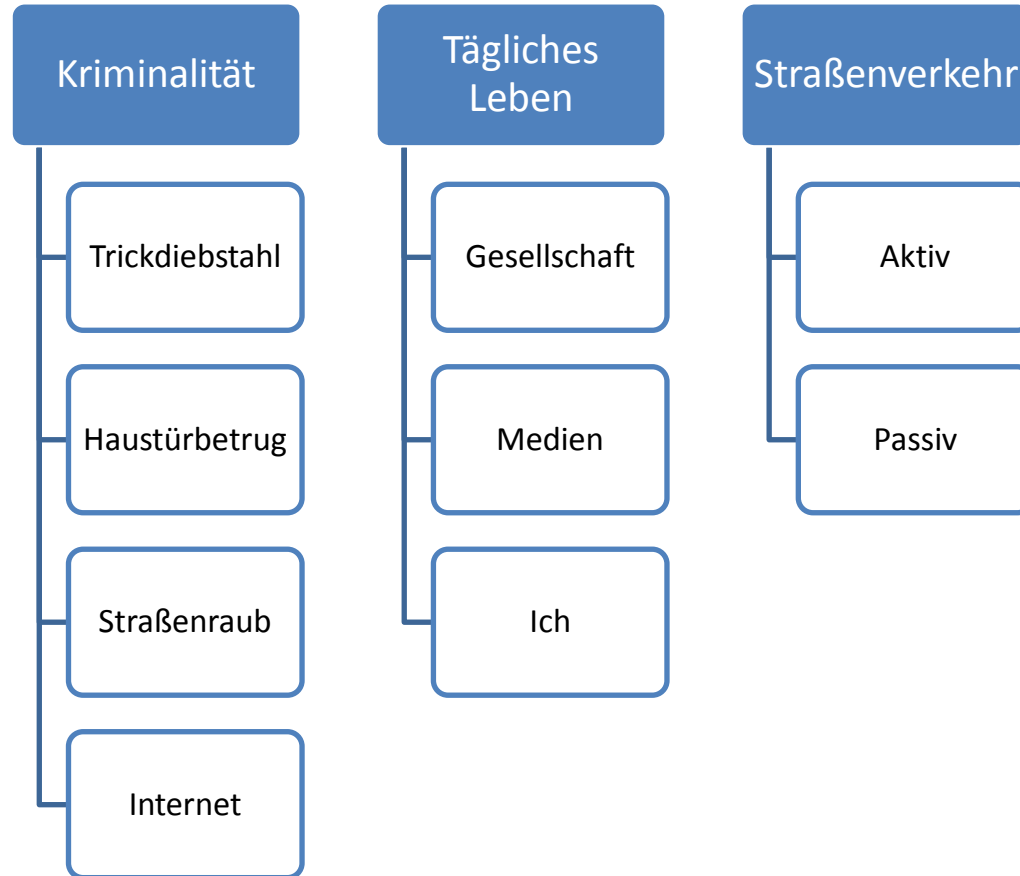 Kriminalität
Trickdiebstahl
Haustürbetrug
Straßenraub
Internet
Tägliches
Leben
Gesellschaft
Medien
Ich
Straßenverkehr
Aktiv
Passiv